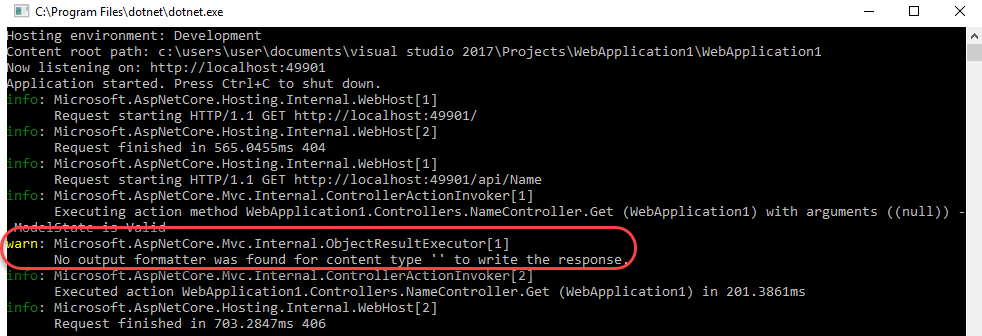 C:\Program Files\dotnet\dotnet.exe
Hosting environment: Development
Content root path: c:\users\user\documents\visual studio 2017\Projects\WebApplication1\WebApplication1
Now listening on: http://localhost:49901
Application started. Press Ctrl+C to shut down.
info: Microsoft.AspNetCore.Hosting.Internal.WebHost[1]
Request starting HTTP/1.1 GET http://localhost:49901/
info: Microsoft.AspNetCore.Hosting.Internal.WebHost[2]
Request finished in 565.0455ms 404
info: Microsoft.AspNetCore.Hosting.Internal.WebHost[1]
Request starting HTTP/1.1 GET http://localhost:49901/api/Name
info: Microsoft.AspNetCore.Mvc.Internal.ControllerActionInvoker[1]
Executing action method WebApplication1.Controllers.NameController.Get (WebApplication1) with arguments ((null)) -
ModelState is Valid
warn: Microsoft.AspNetCore.Mvc.Internal.ObjectResultExecutor[1]
No output formatter was found for content type '' to write the response.
info: Microsoft.AspNetCore.Mvc.Internal.ControllerActionInvoker[2]
Executed action WebApplication1.Controllers.NameController.Get (WebApplication1) in 201.3861ms
info: Microsoft.AspNetCore.Hosting.Internal.WebHost[2]
Request finished in 703.2847ms 406